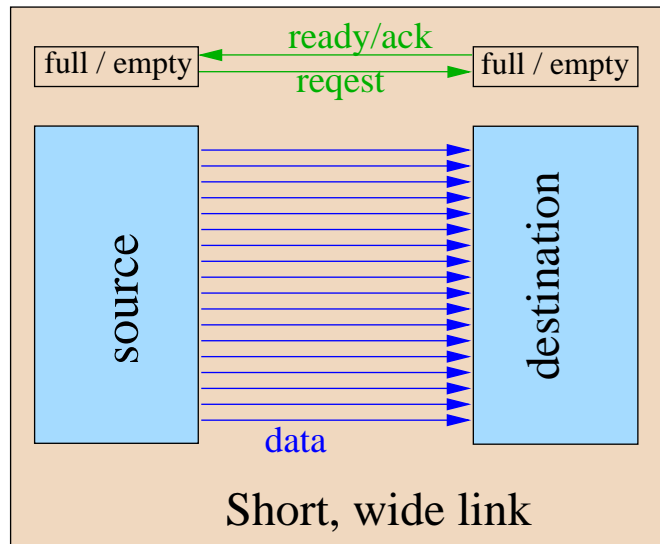 ready/ack
full / empty
full / empty
reqest
source
destination
data
Short, wide link